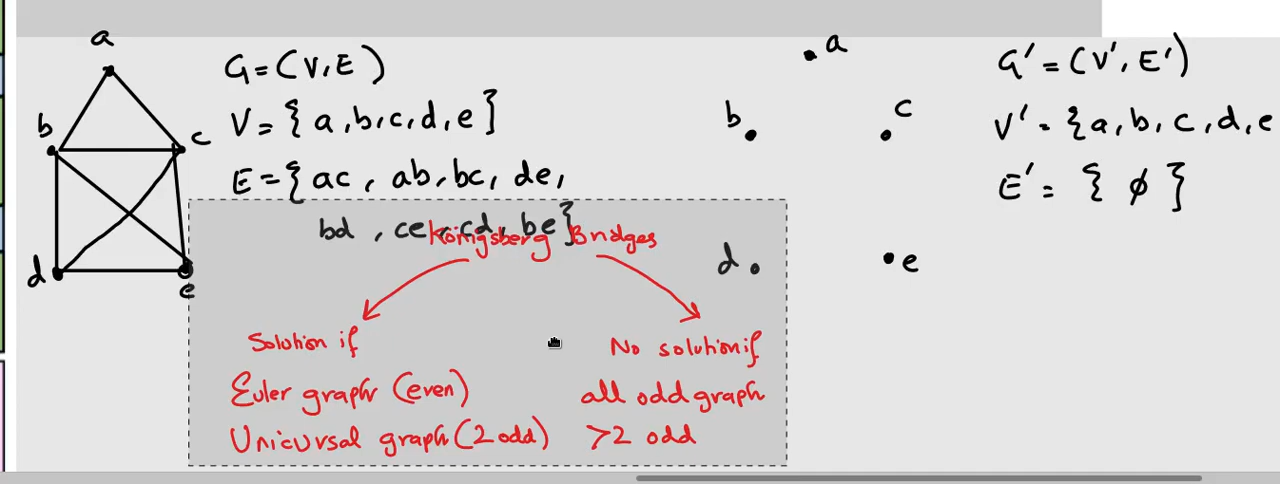 a
b
c
d
e
G=(V,E)
V={a,b,c,d,e}
E={ac, ab, bc, de,
bd, ce, cd, be}
Königsberg Bridges
Solution if
Euler graph (even)
Unicursal graph (2 odd)
No solution if
all odd graph
>2 odd
a
b
c
d
e
G'=(V',E')
V'={a,b,c,d,e
E'={ϕ}